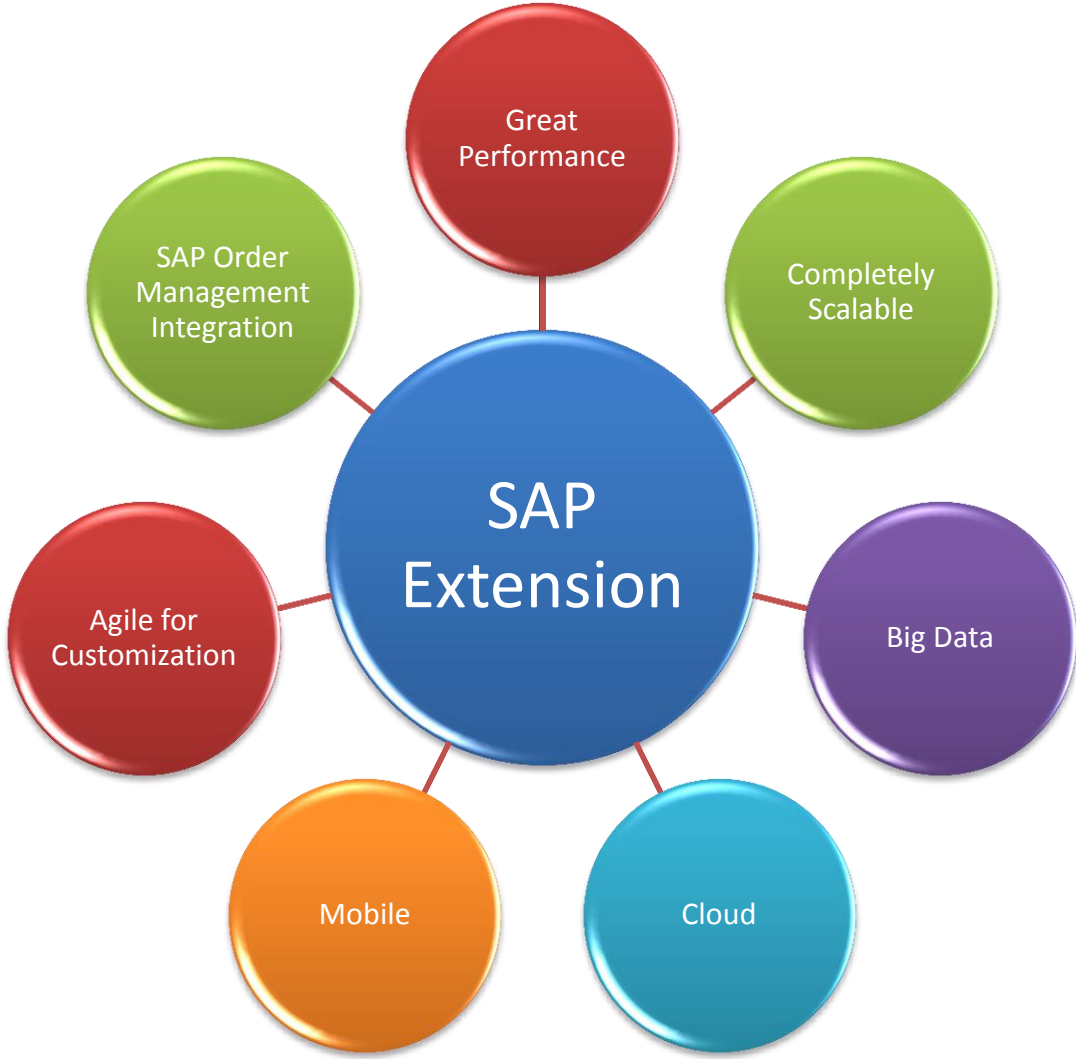 Great
Performance
SAP Order
Management
Integration
Completely
Scalable
SAP
Extension
Agile for
Customization
Big Data
Mobile
Cloud